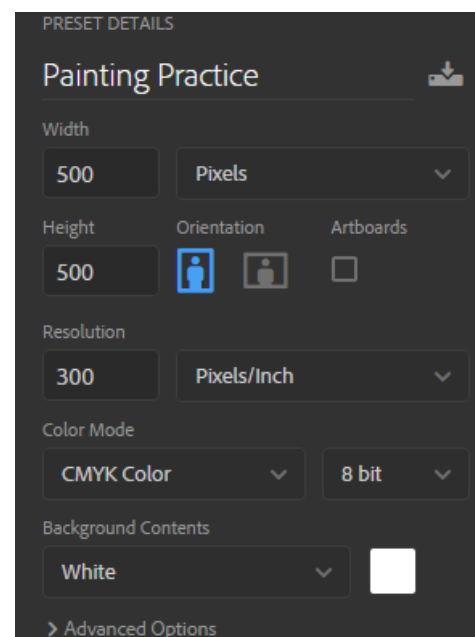 PRESET DETAILS
Painting Practice
Width
500 Pixels
Height Orientation Artboards
500
Resolution
300 Pixels/Inch
Color Mode
CMYK Color 8 bit
Background Contents
White
Advanced Options